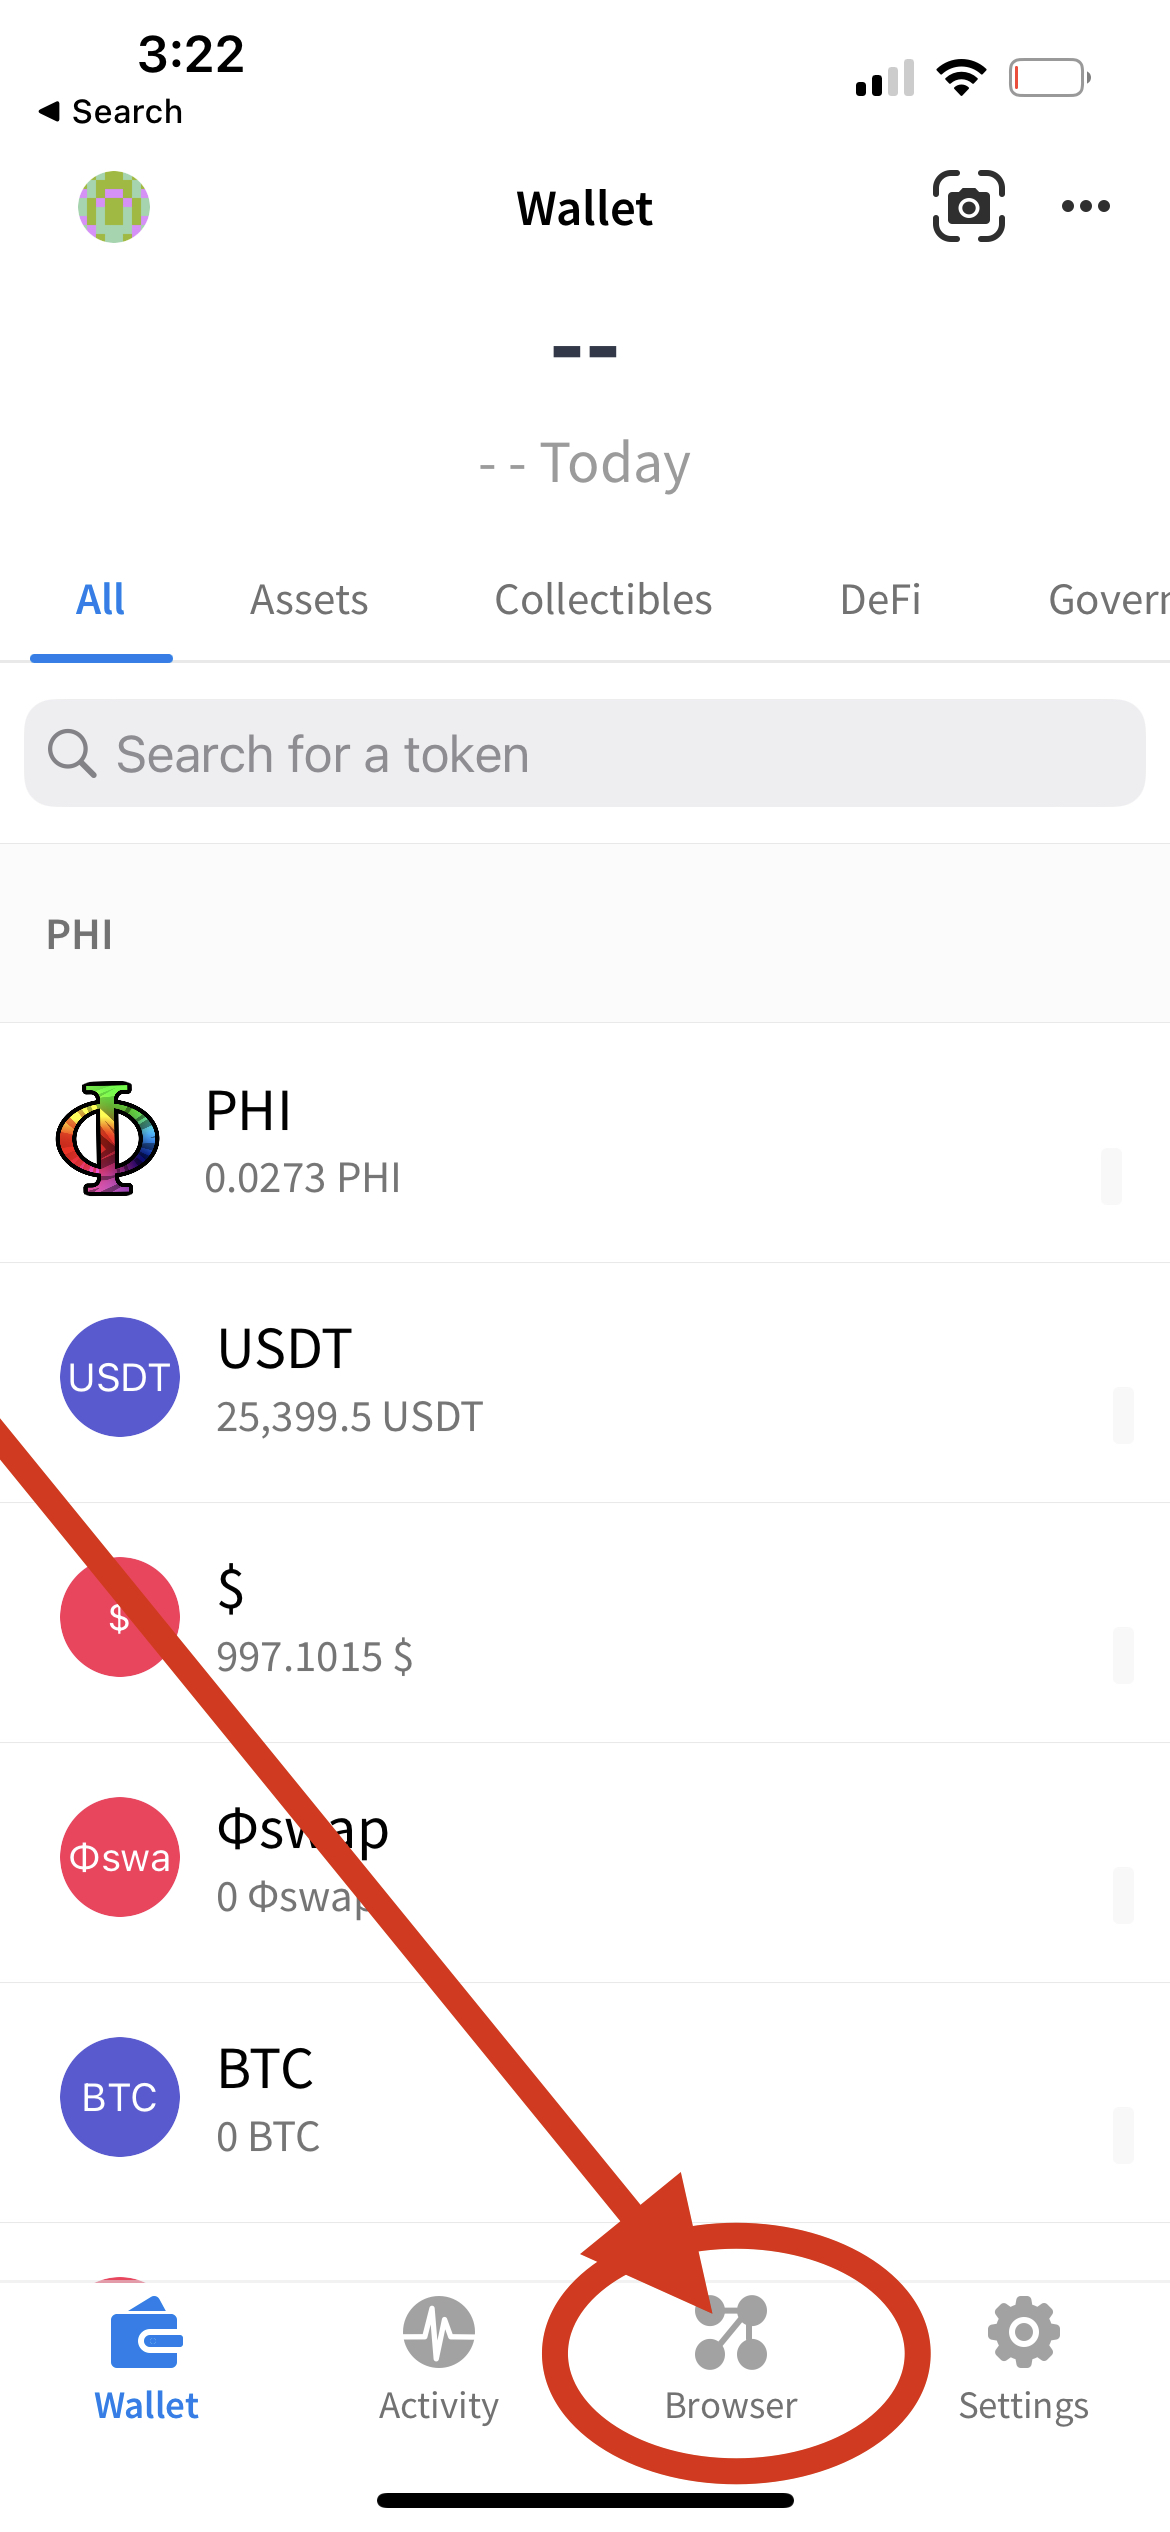 3:22
Search
Wallet
--
- - Today
All Assets Collectibles DeFi Govern
Search for a token
PHI
PHI
0.0273 PHI
USDT
USDT
25,399.5 USDT
$
$
997.1015 $
Φswa
Φswap
0 Φswap
BTC
BTC
0 BTC
Wallet Activity Browser Settings